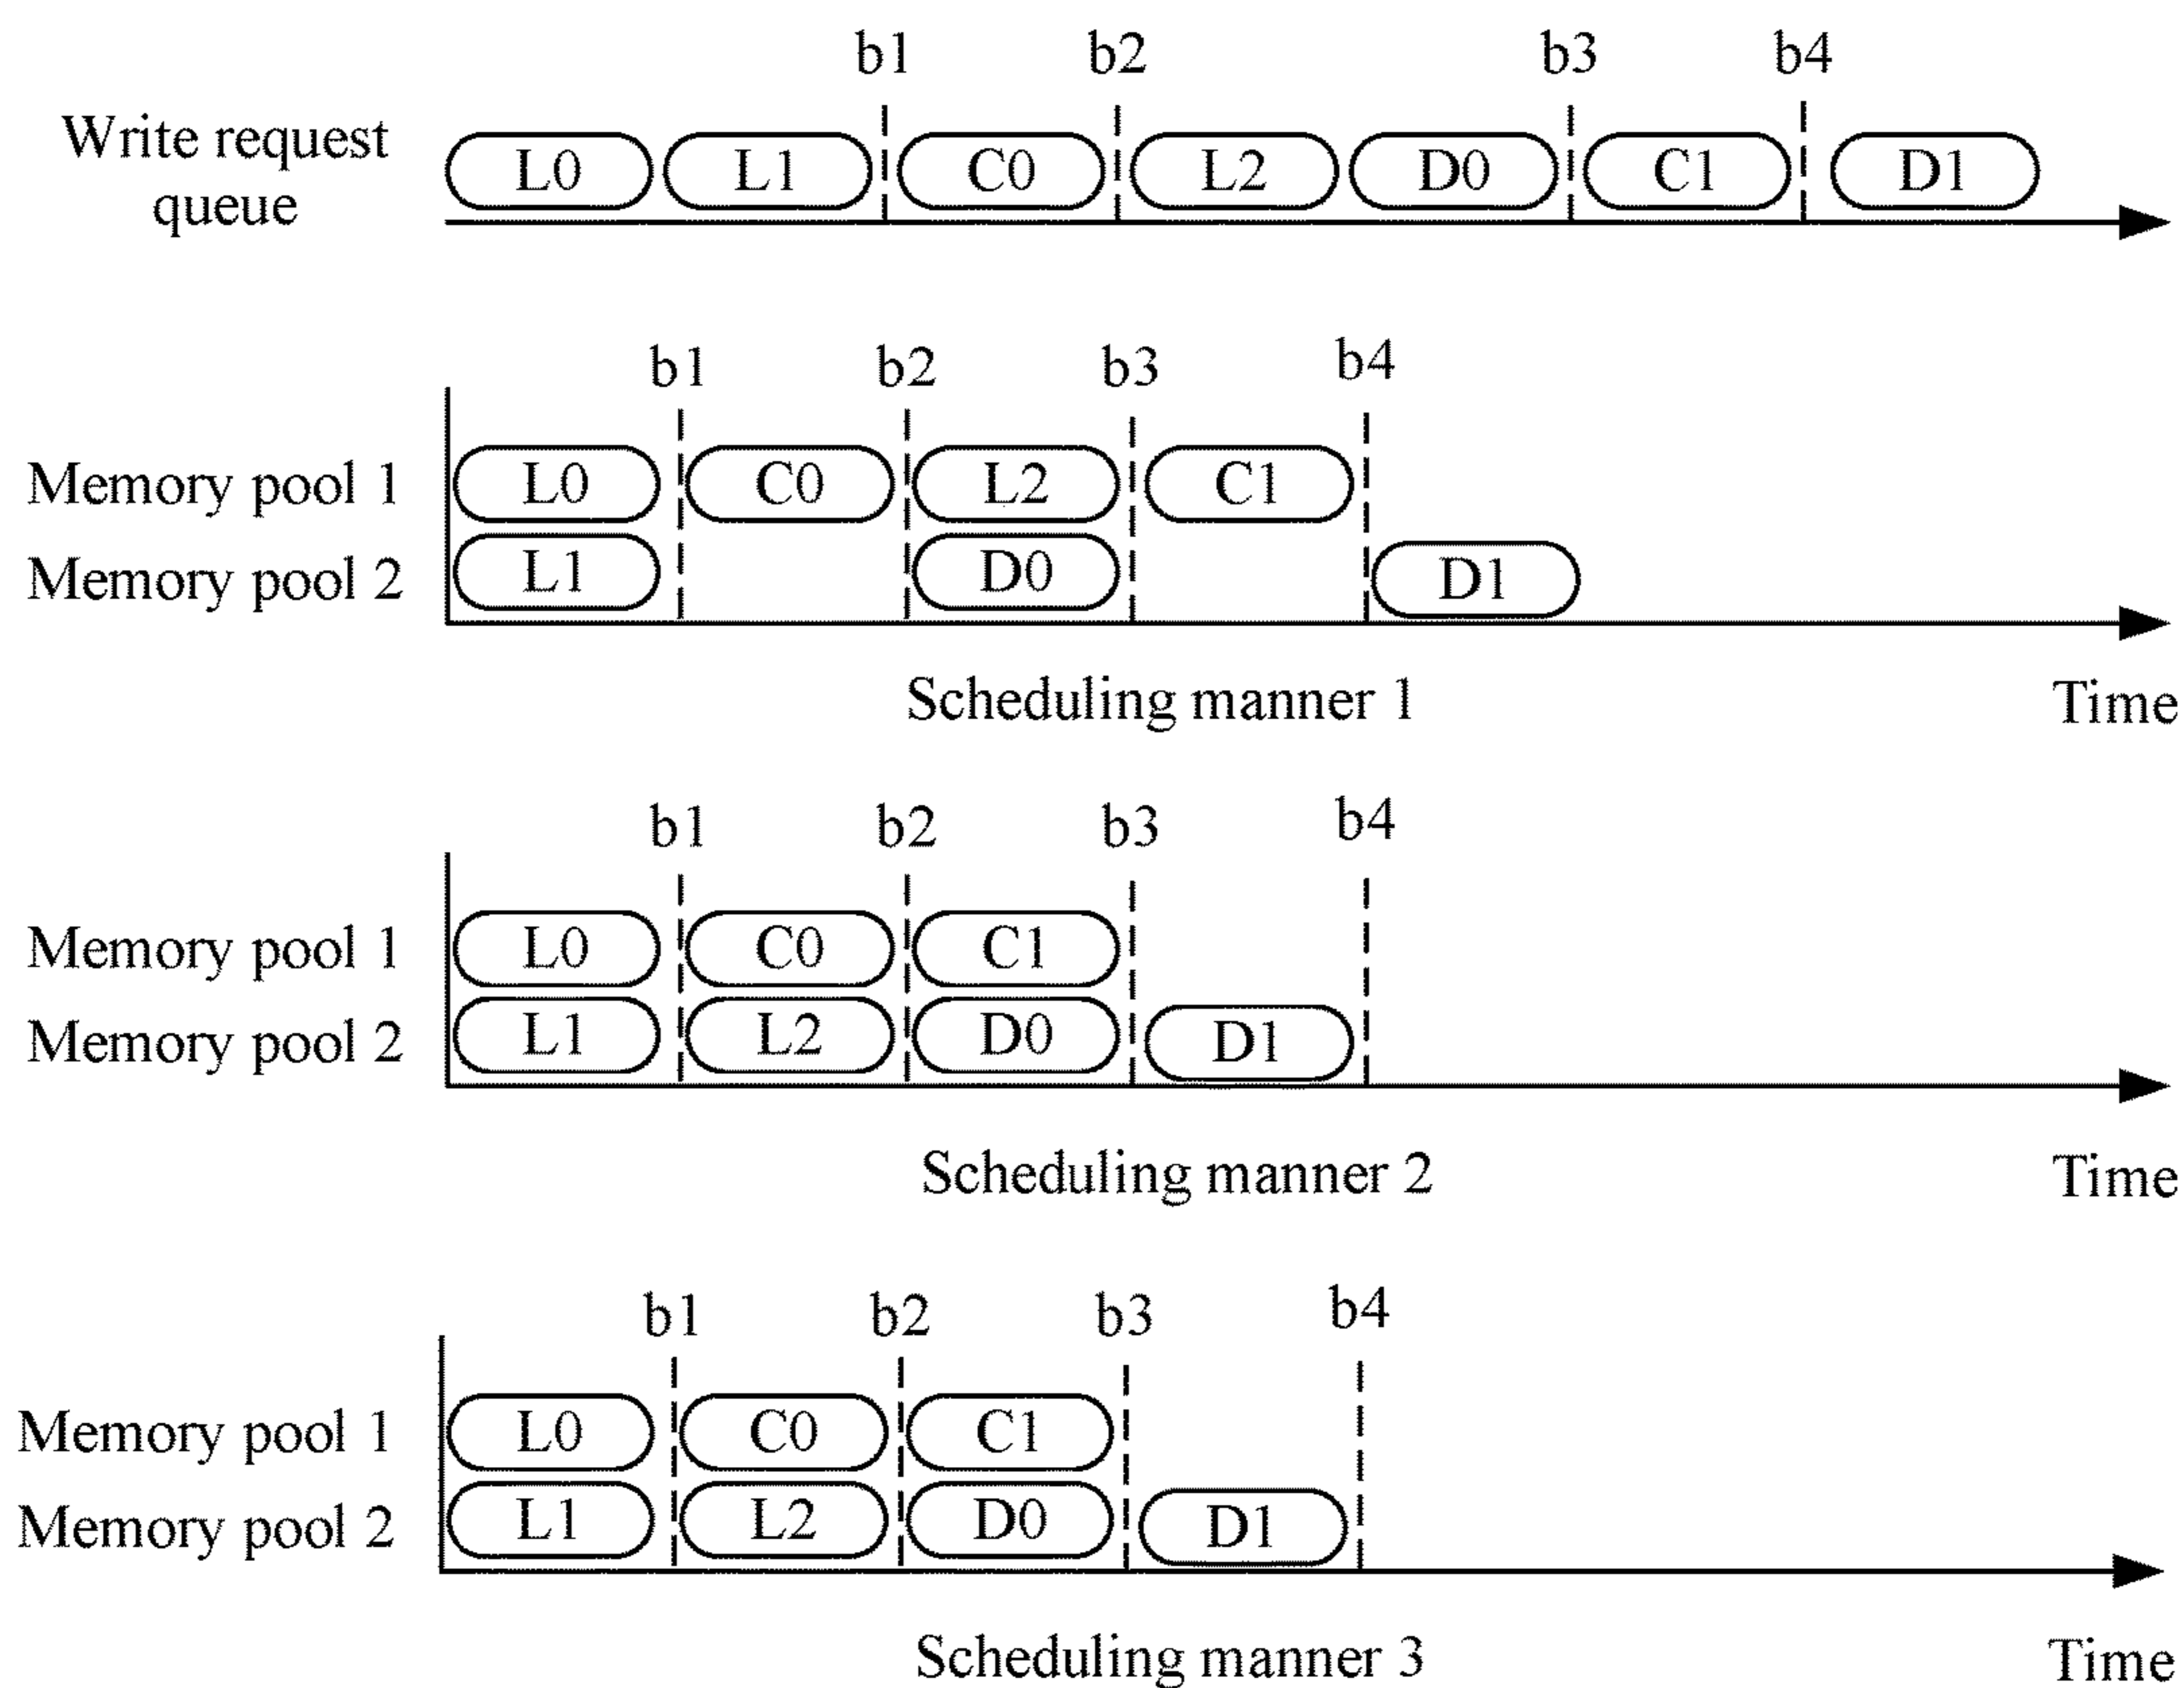 b1 b2 b3 b4
Write request
queue
L0 L1 C0 L2 D0 C1 D1
b1 b2 b3 b4
Memory pool 1 L0 C0 L2 C1
Memory pool 2 L1 D0 D1
Scheduling manner 1 Time
b1 b2 b3 b4
Memory pool 1 L0 C0 C1
Memory pool 2 L1 L2 D0 D1
Scheduling manner 2 Time
b1 b2 b3 b4
Memory pool 1 L0 C0 C1
Memory pool 2 L1 L2 D0 D1
Scheduling manner 3 Time